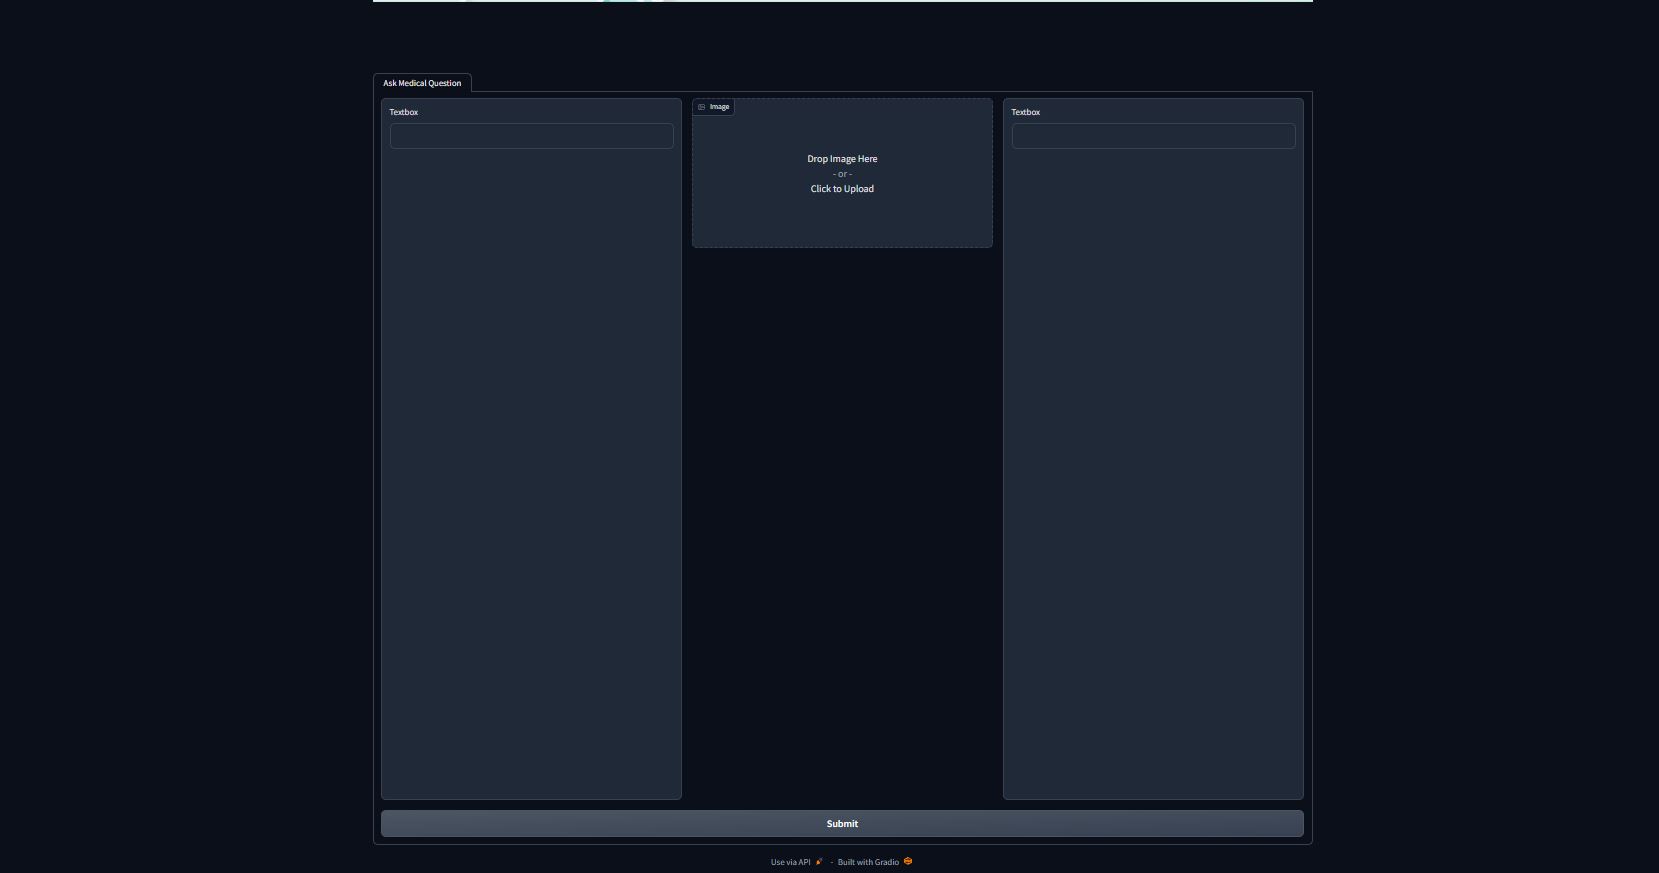 Ask Medical Question
Textbox
Image
Drop Image Here
- or -
Click to Upload
Textbox
Submit
Use via API
- Built with Gradio